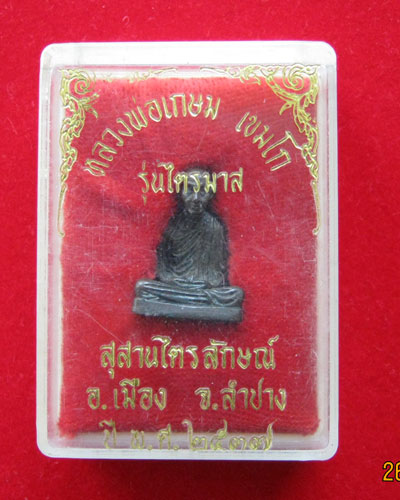 หลวงพ่อเกษม เขมโก
รุ่นไตรมาส
สุสานไตรลักษณ์
อ.เมือง จ.ลำปาง
ปี พ.ศ.๒๕๓๗
26